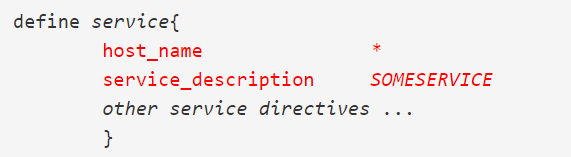 define service{
host_name *
service_description SOMESERVICE
other service directives ...
}